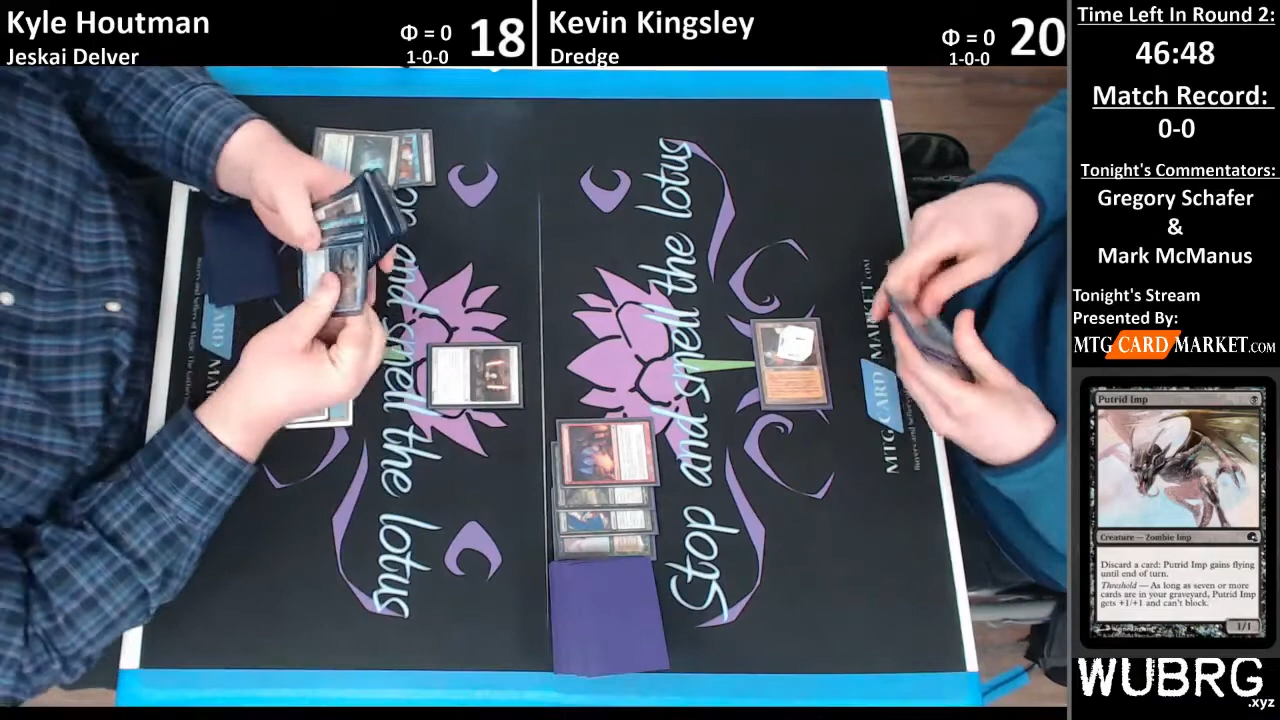 Kyle Houtman
Jeskai Delver
Φ = 0
1-0-0
18
Kevin Kingsley
Dredge
Φ = 0
1-0-0
20
Time Left In Round 2:
46:48
Match Record:
0-0
Tonight's Commentators:
Gregory Schafer
&
Mark McManus
Tonight's Stream
Presented By:
MTG CARD MARKET.COM
Putrid Imp
Creature — Zombie Imp
Discard a card: Putrid Imp gains flying
until end of turn.
Threshold — As long as seven or more
cards are in your graveyard, Putrid Imp
gets +1/+1 and can't block.
1/1
WUBRG
.xyz
and smell the lotus
Stop and smell the lotus
MTG CARD MARKET.COM